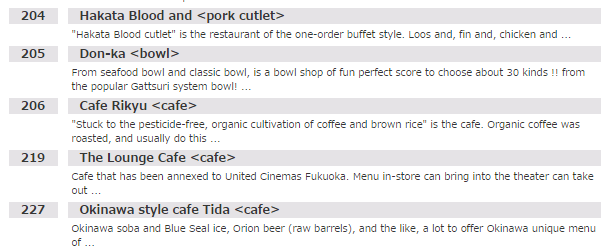 204 Hakata Blood and <pork cutlet>
"Hakata Blood cutlet" is the restaurant of the one-order buffet style. Loos and, fin and, chicken and ...
205 Don-ka <bowl>
From seafood bowl and classic bowl, is a bowl shop of fun perfect score to choose about 30 kinds !! from
the popular Gattsuri system bowl! ...
206 Cafe Rikyu <cafe>
"Stuck to the pesticide-free, organic cultivation of coffee and brown rice" is the cafe. Organic coffee was
roasted, and usually do this ...
219 The Lounge Cafe <cafe>
Cafe that has been annexed to United Cinemas Fukuoka. Menu in-store can bring into the theater can take
out ...
227 Okinawa style cafe Tida <cafe>
Okinawa soba and Blue Seal ice, Orion beer (raw barrels), and the like, a lot to offer Okinawa unique menu
of ...